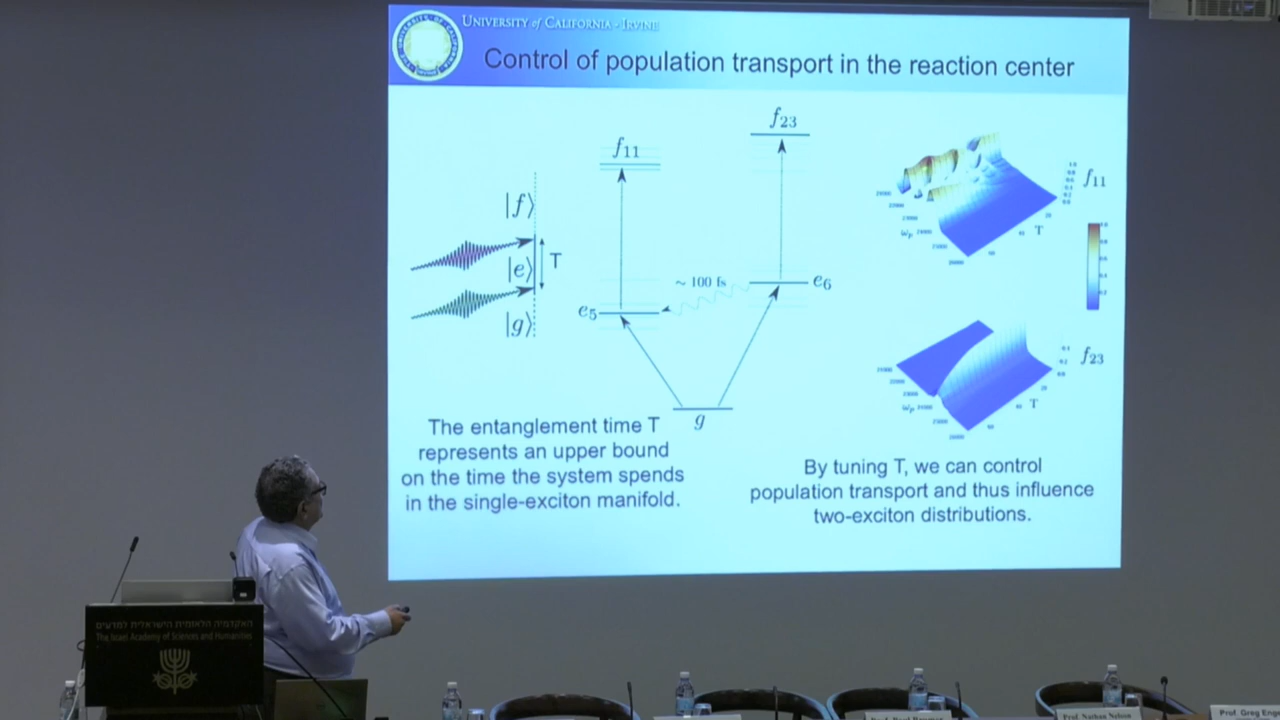 UNIVERSITY of CALIFORNIA - IRVINE
Control of population transport in the reaction center
f23
f11
|f⟩
T
|e⟩
|g⟩
~ 100 fs
e6
e5
g
f11
T
f23
T
The entanglement time T
represents an upper bound
on the time the system spends
in the single-exciton manifold.
By tuning T, we can control
population transport and thus influence
two-exciton distributions.
האקדמיה הלאומית הישראלית למדעים
The Israel Academy of Sciences and Humanities
Prof. Nathan Nelson
Prof. Greg